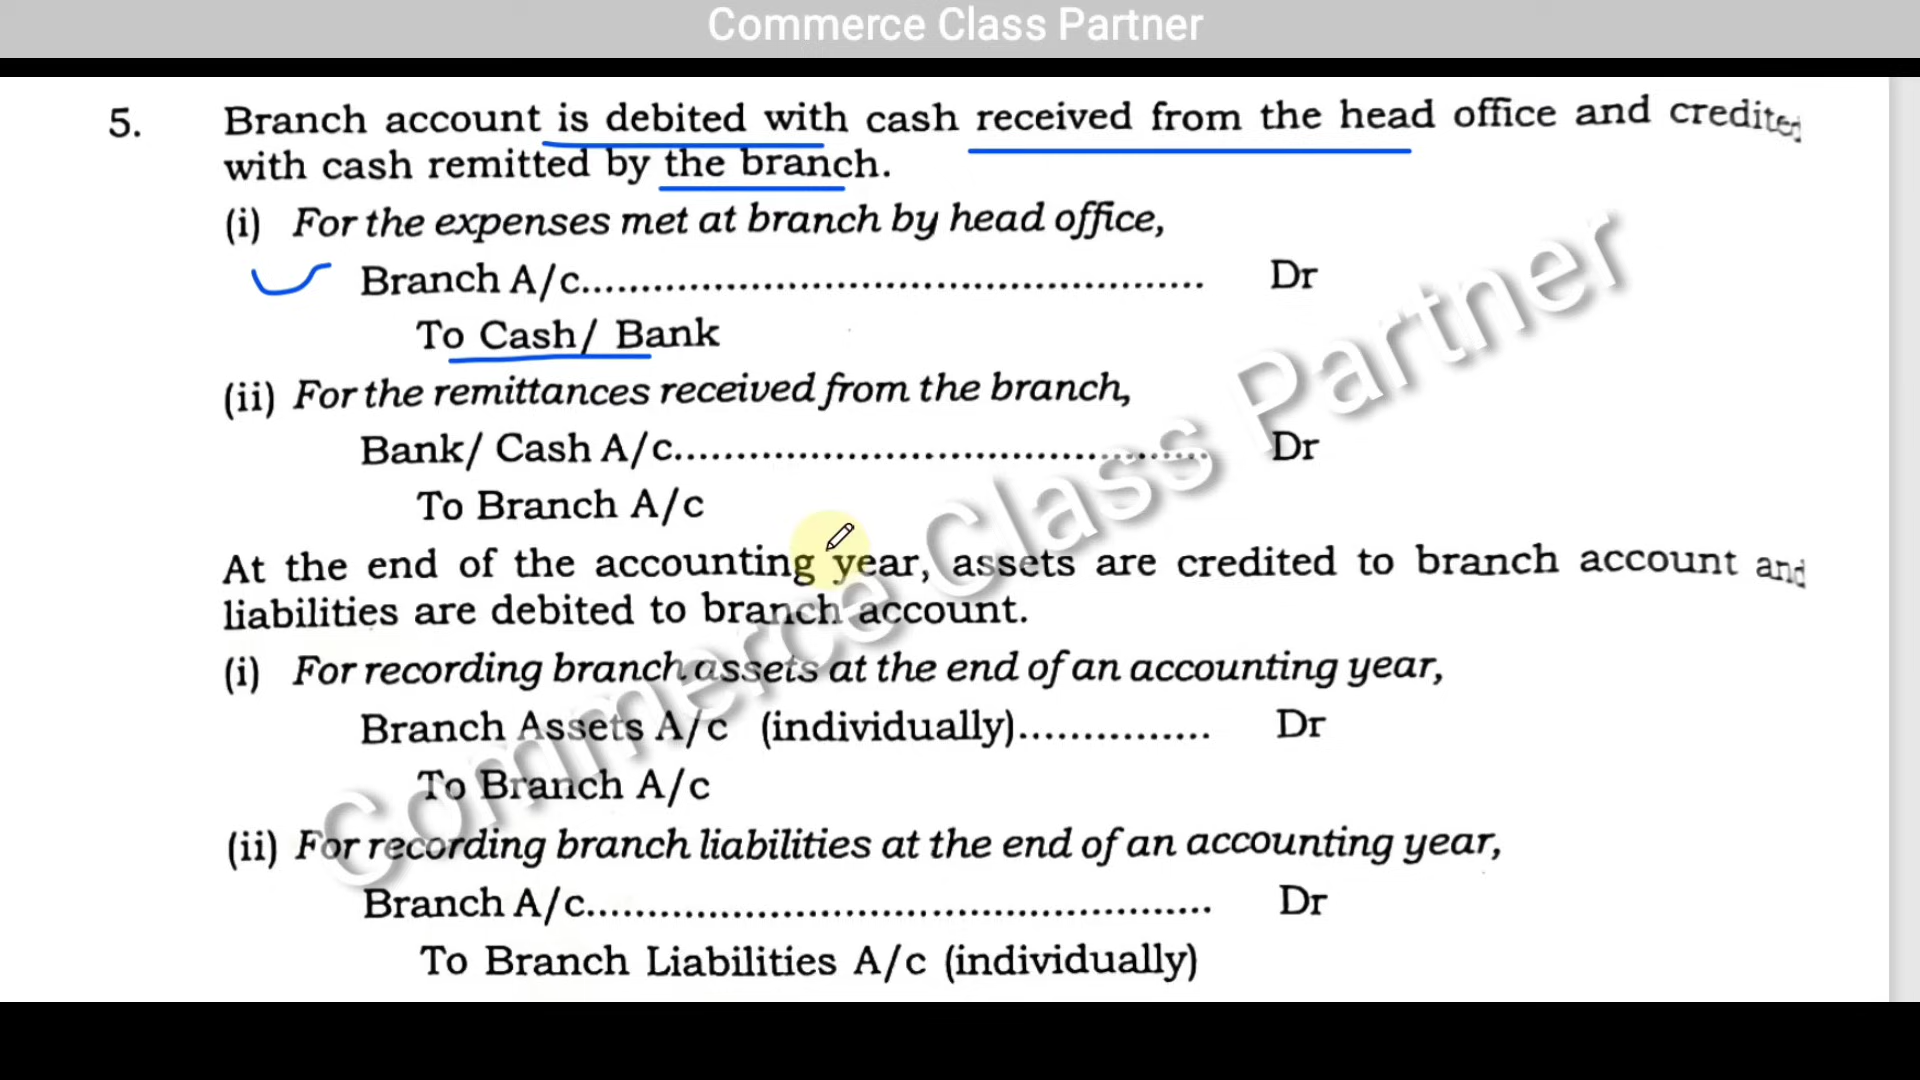 Commerce Class Partner
5. Branch account is debited with cash received from the head office and credited
with cash remitted by the branch.
(i) For the expenses met at branch by head office,
Branch A/c.......................................................... Dr
To Cash/ Bank
(ii) For the remittances received from the branch,
Bank/ Cash A/c.................................................. Dr
To Branch A/c
At the end of the accounting year, assets are credited to branch account and
liabilities are debited to branch account.
(i) For recording branch assets at the end of an accounting year,
Branch Assets A/c (individually)................ Dr
To Branch A/c
(ii) For recording branch liabilities at the end of an accounting year,
Branch A/c.......................................................... Dr
To Branch Liabilities A/c (individually)
Commerce Class Partner